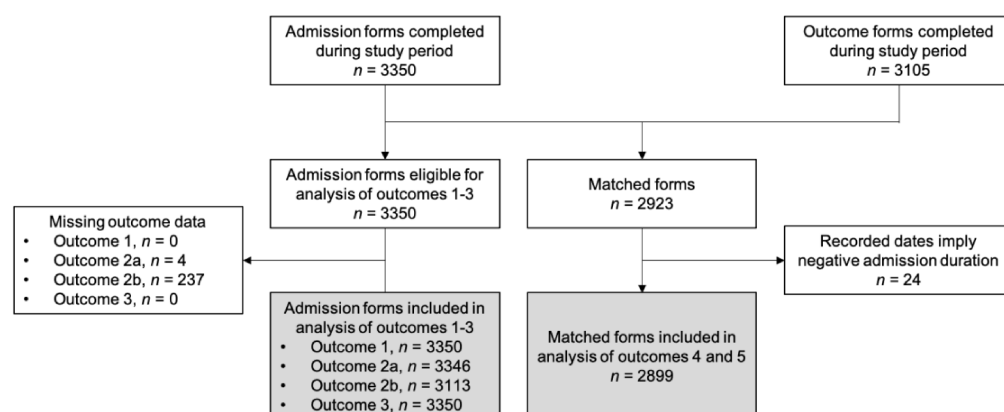 Admission forms completed
during study period
n = 3350
Outcome forms completed
during study period
n = 3105
Admission forms eligible for
analysis of outcomes 1-3
n = 3350
Matched forms
n = 2923
Missing outcome data
• Outcome 1, n = 0
• Outcome 2a, n = 4
• Outcome 2b, n = 237
• Outcome 3, n = 0
Recorded dates imply
negative admission duration
n = 24
Admission forms included in
analysis of outcomes 1-3
• Outcome 1, n = 3350
• Outcome 2a, n = 3346
• Outcome 2b, n = 3113
• Outcome 3, n = 3350
Matched forms included in
analysis of outcomes 4 and 5
n = 2899